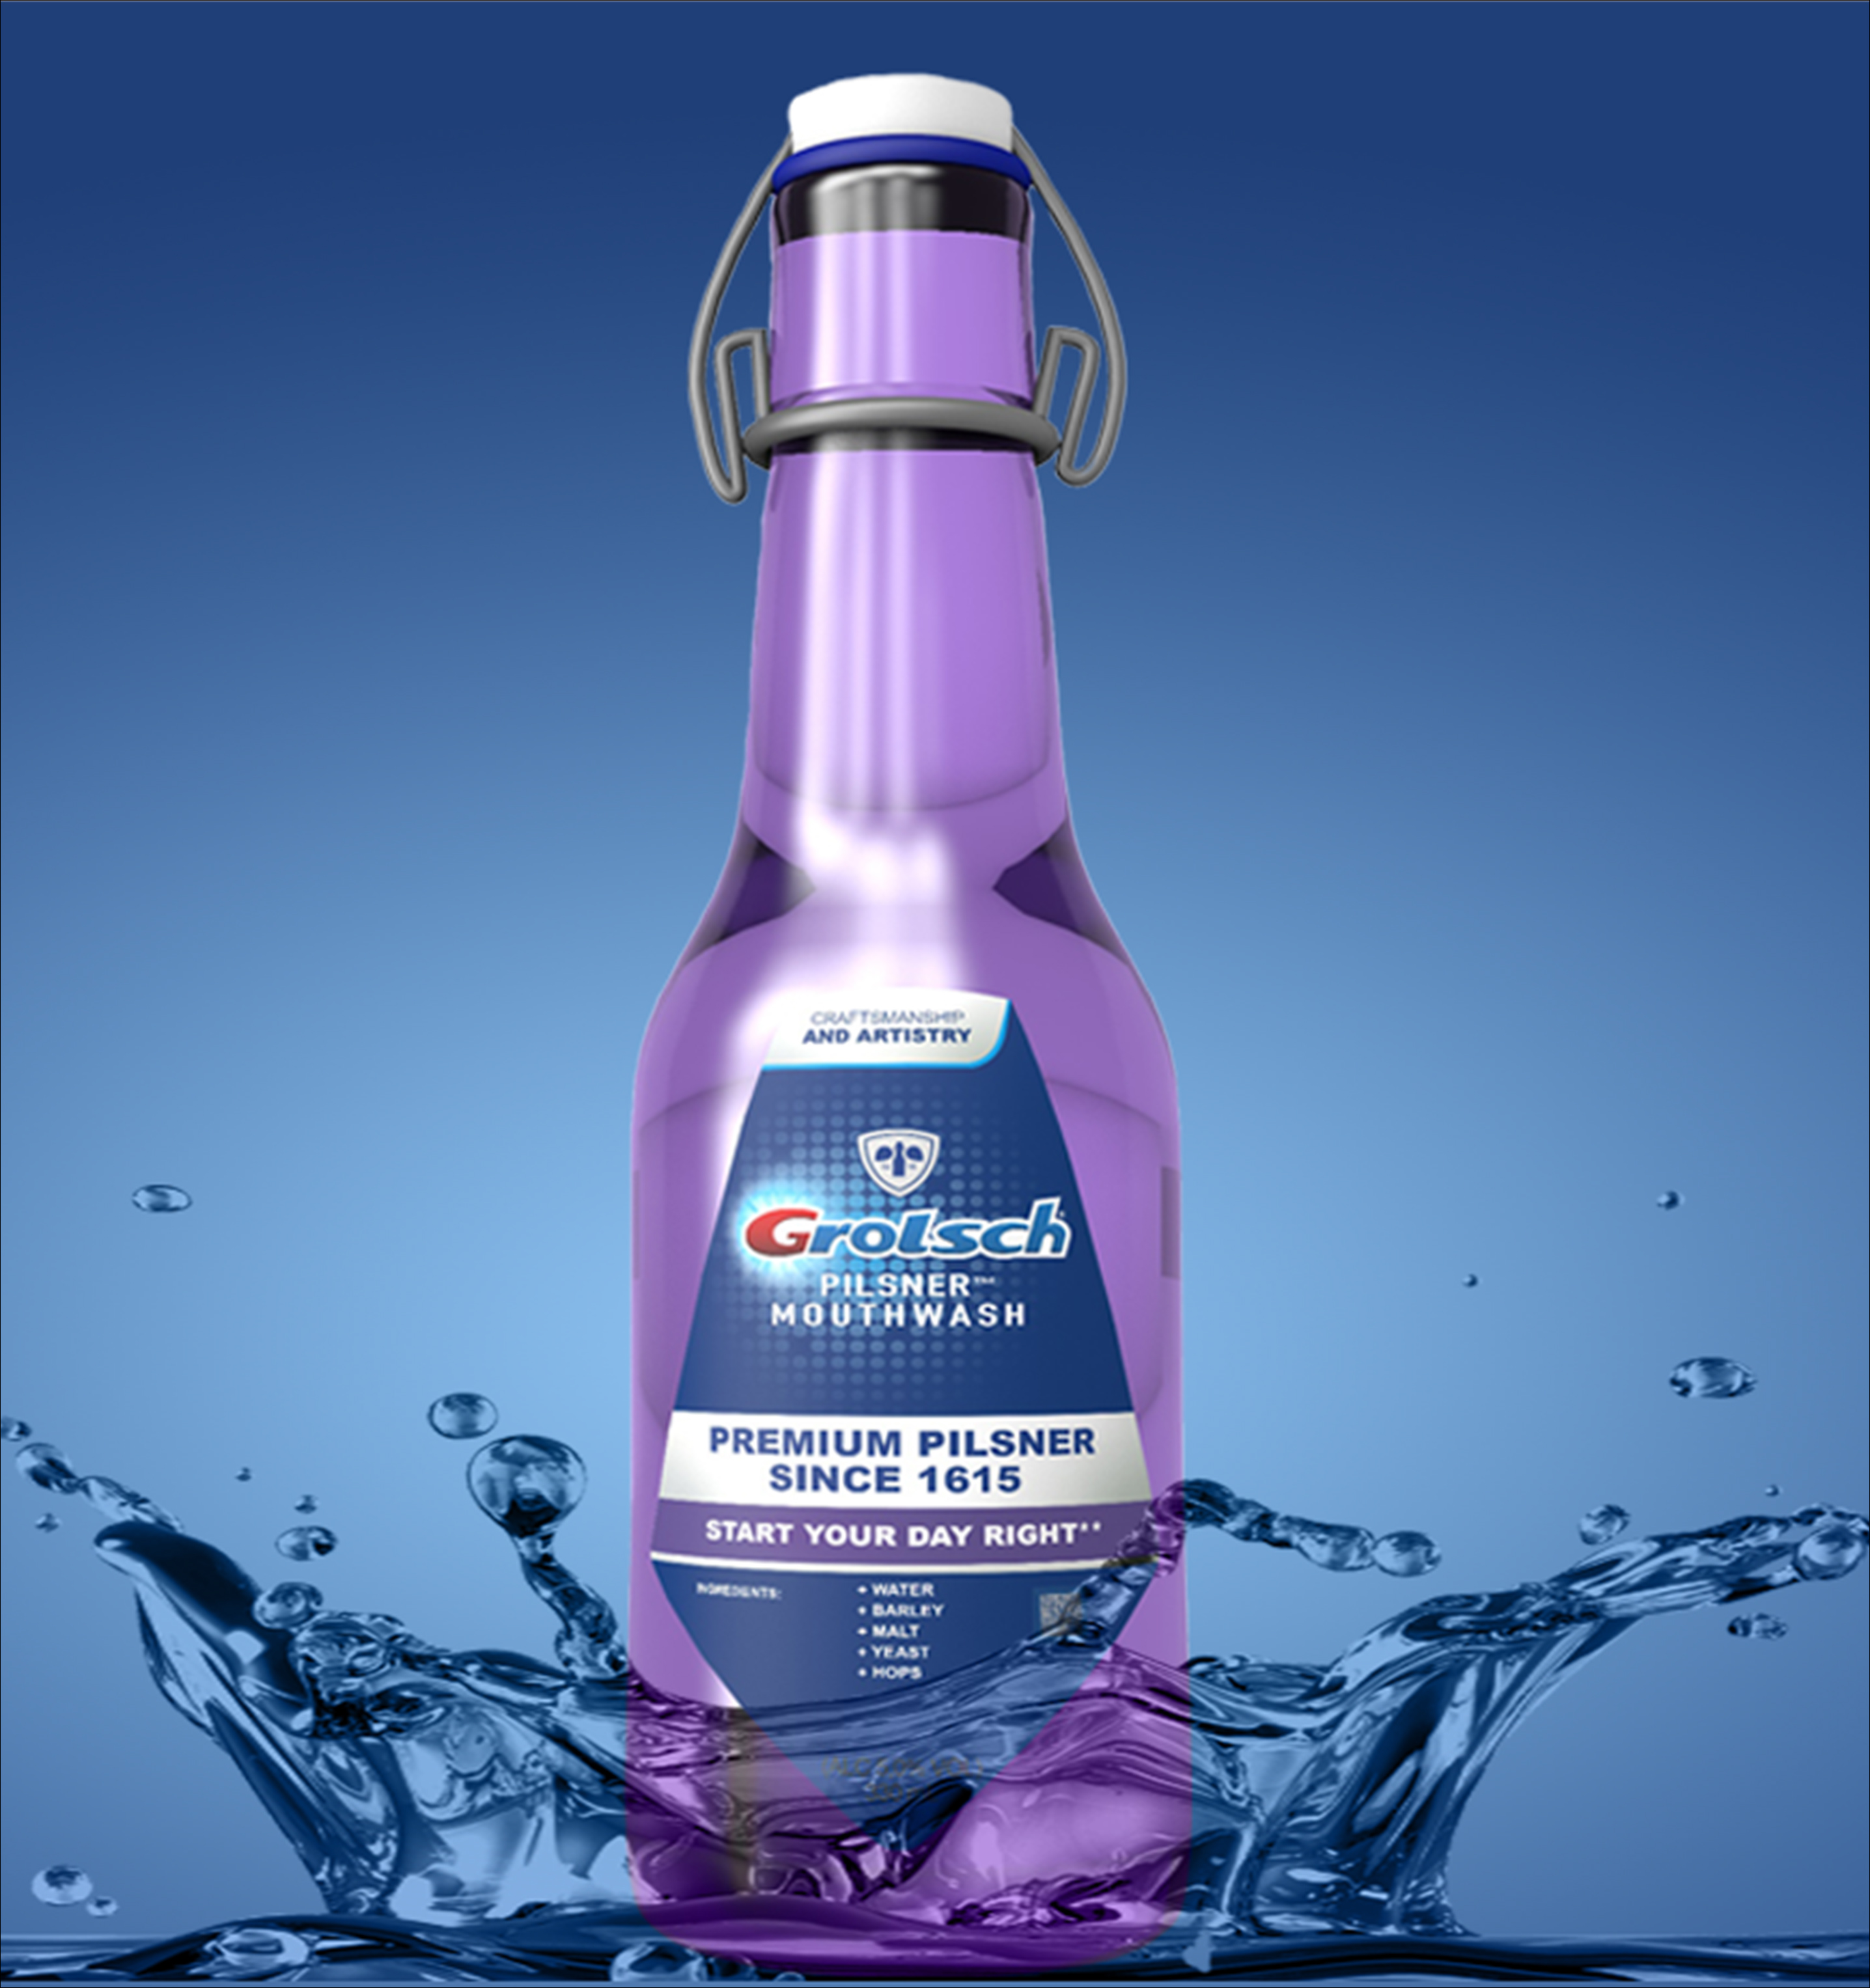 CRAFTSMANSHIP
AND ARTISTRY
Grolsch
PILSNER™
MOUTHWASH
PREMIUM PILSNER
SINCE 1615
START YOUR DAY RIGHT**
INGREDIENTS:
• WATER
• BARLEY
• MALT
• YEAST
• HOPS